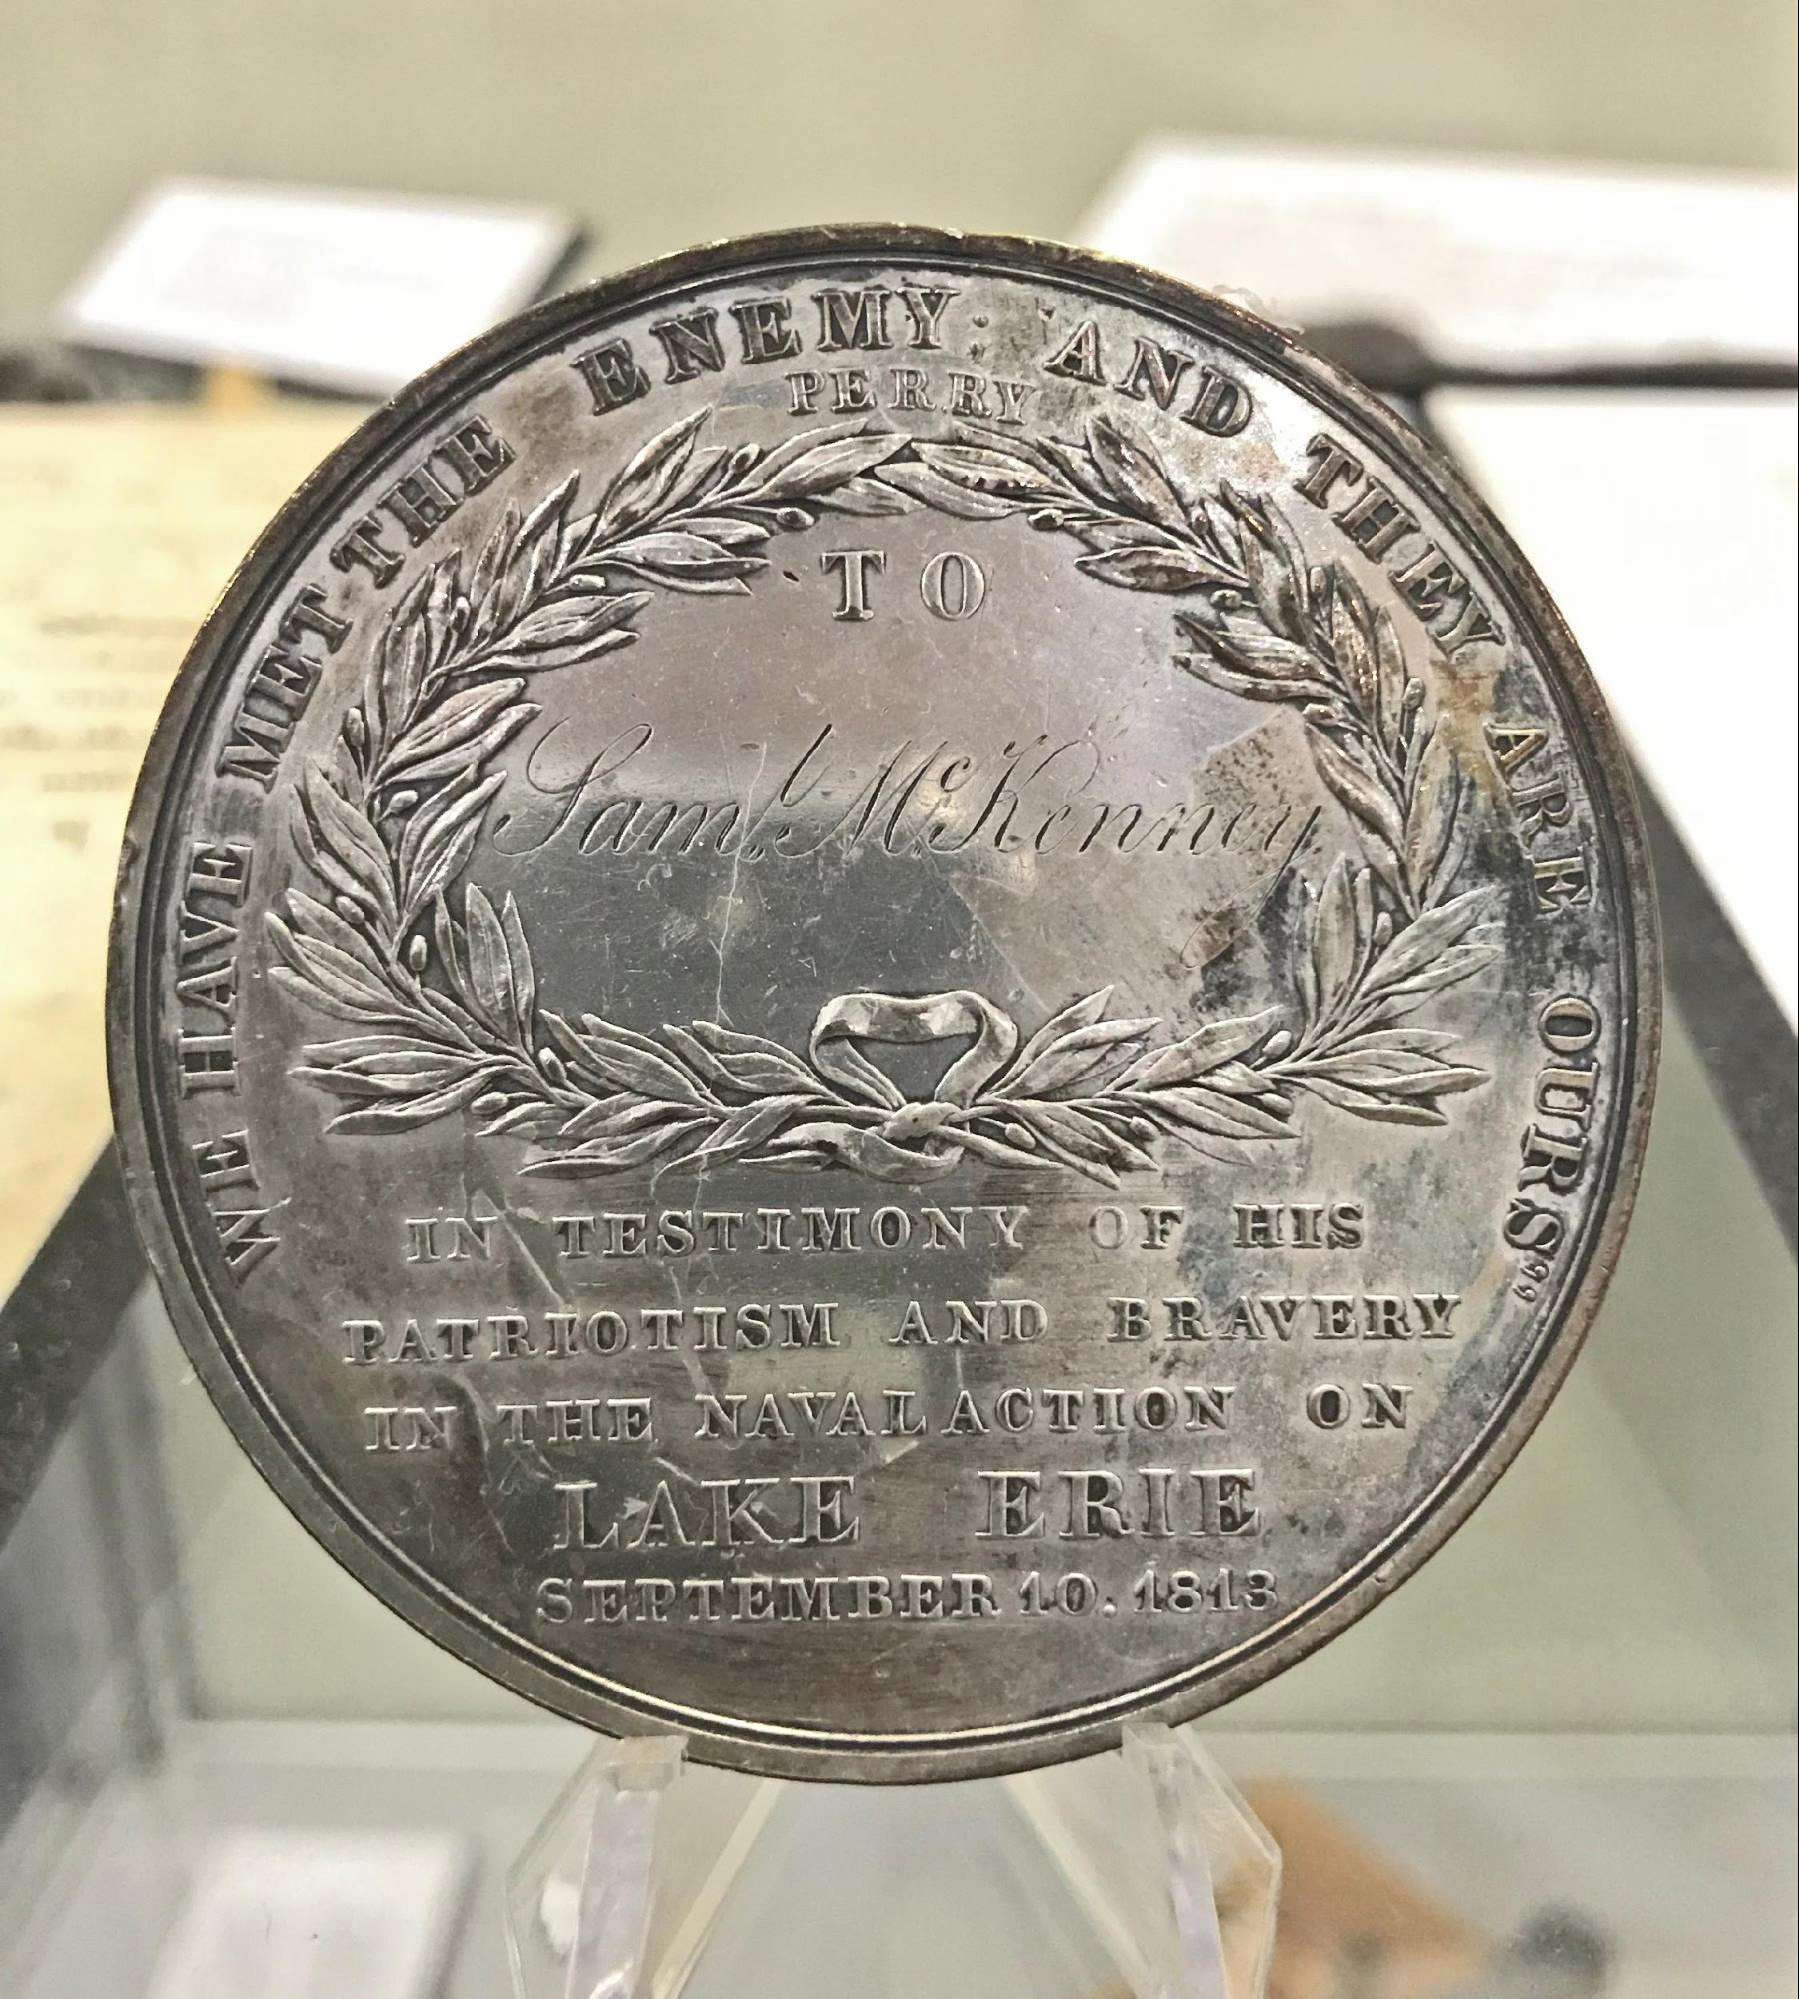 WE HAVE MET THE ENEMY; AND THEY ARE OURS"
PERRY
TO
Saml. McKenney.
IN TESTIMONY OF HIS
PATRIOTISM AND BRAVERY
IN THE NAVAL ACTION ON
LAKE ERIE
SEPTEMBER 10. 1813